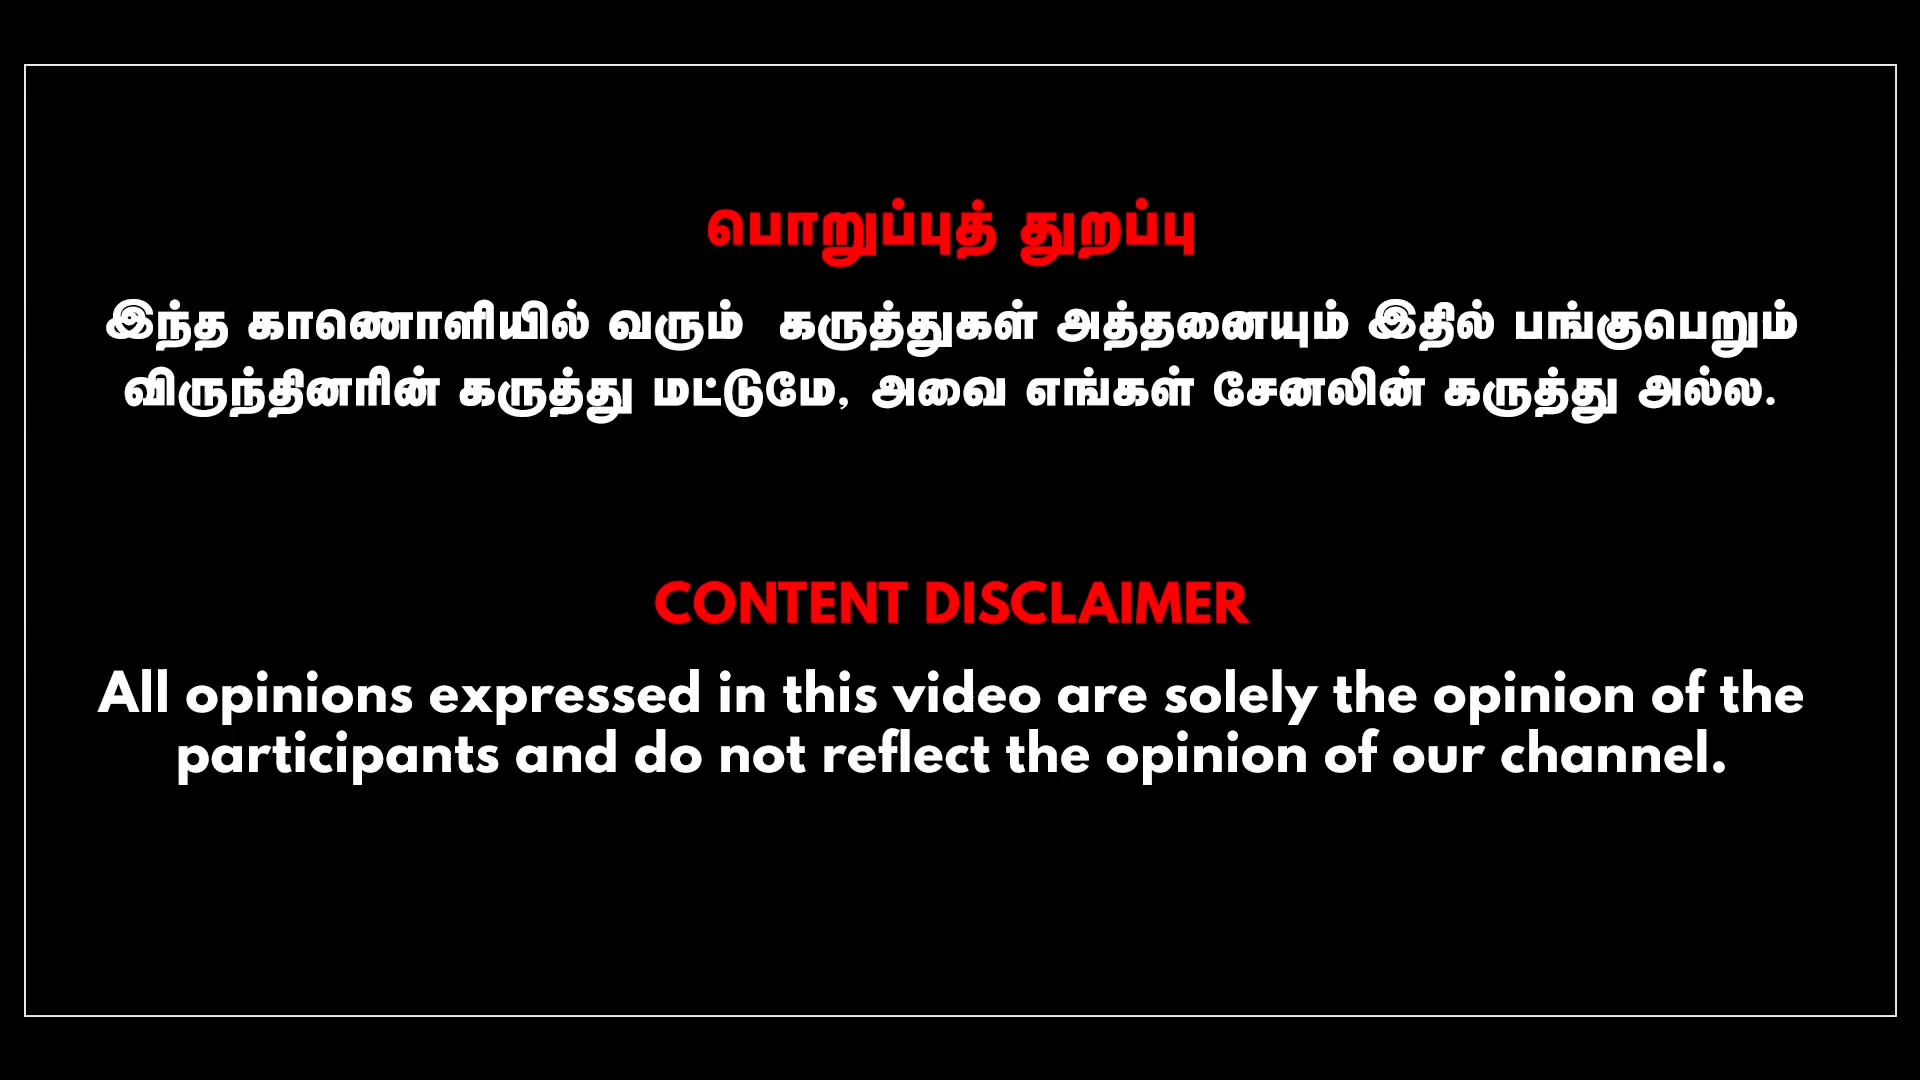 பொறுப்புத் துறப்பு
இந்த காணொளியில் வரும் கருத்துகள் அத்தனையும் இதில் பங்குபெறும்
விருந்தினரின் கருத்து மட்டுமே, அவை எங்கள் சேனலின் கருத்து அல்ல.
CONTENT DISCLAIMER
All opinions expressed in this video are solely the opinion of the
participants and do not reflect the opinion of our channel.